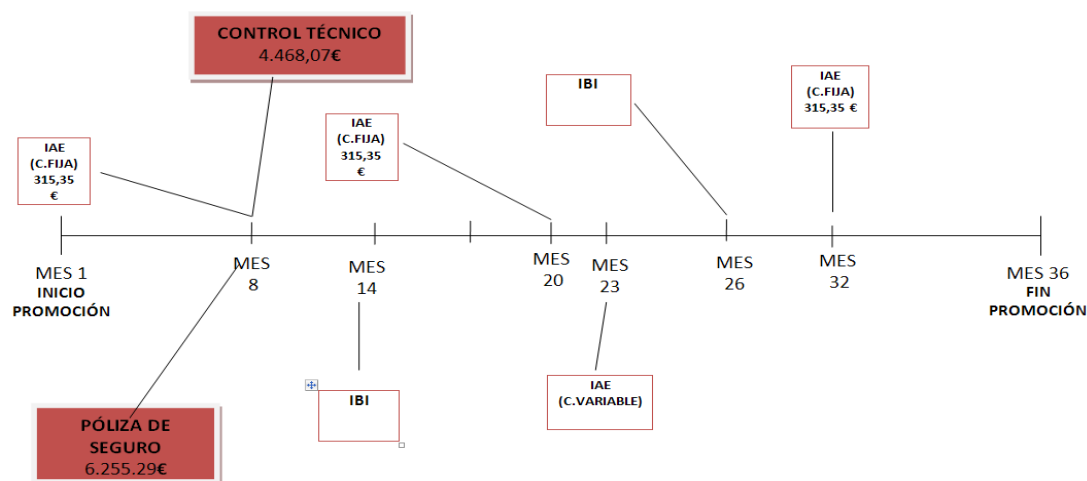 CONTROL TÉCNICO
4.468,07€
IAE
(C.FIJA)
315,35
€
IAE
(C.FIJA)
315,35
€
IBI
IAE
(C.FIJA)
315,35 €
MES 1
INICIO
PROMOCIÓN
MES
8
MES
14
MES
20
MES
23
MES
26
MES
32
MES 36
FIN
PROMOCIÓN
PÓLIZA DE
SEGURO
6.255.29€
IBI
IAE
(C.VARIABLE)